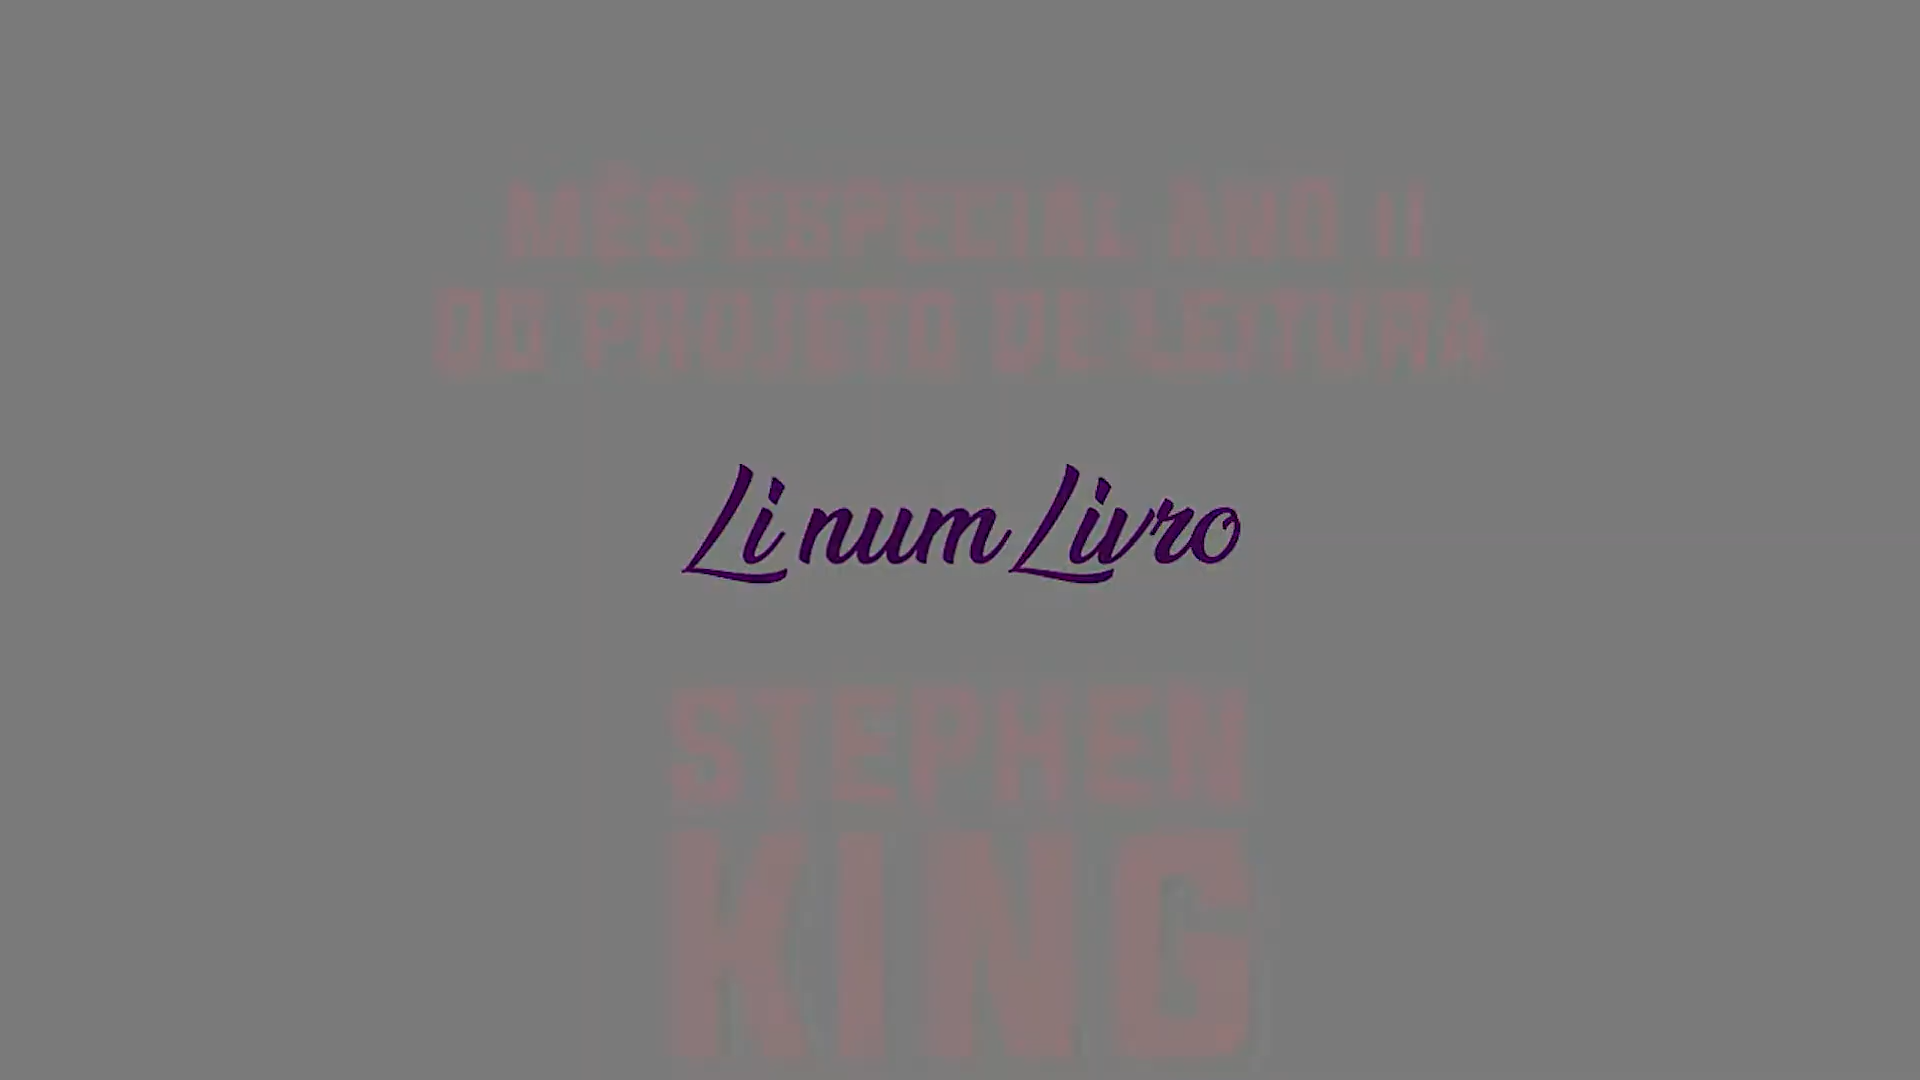 MÊS ESPECIAL ANO II
DO PROJETO DE LEITURA
Li num Livro
STEPHEN
KING